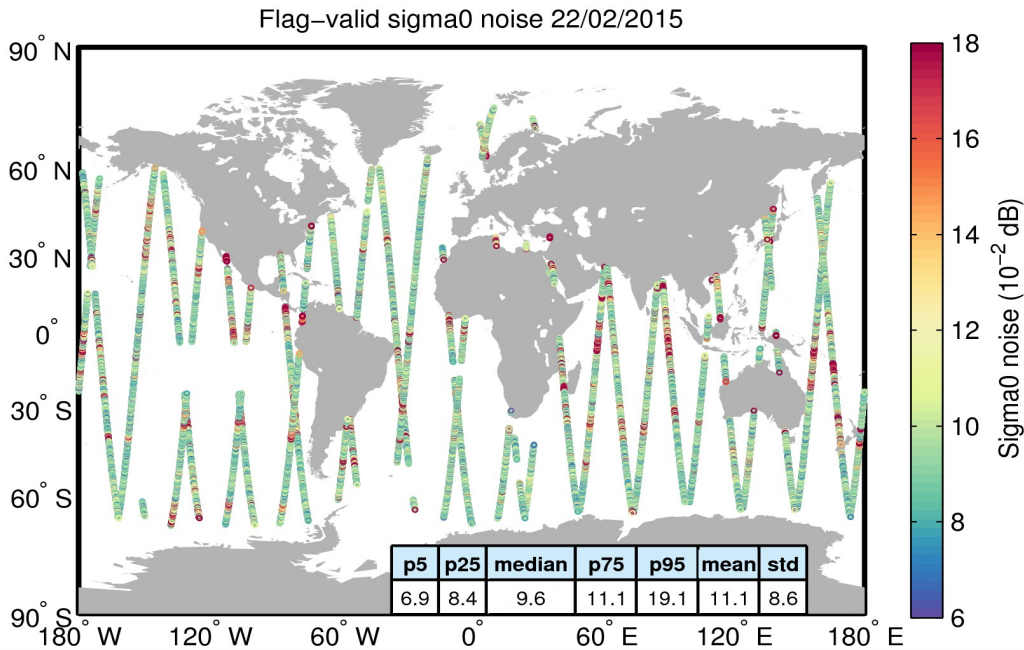 Flag−valid sigma0 noise 22/02/2015
90° N
60° N
30° N
0°
30° S
60° S
90° S
180° W 120° W 60° W 0° 60° E 120° E 180° E
p5 p25 median p75 p95 mean std
6.9 8.4 9.6 11.1 19.1 11.1 8.6
18
16
14
12
10
8
6
Sigma0 noise (10⁻² dB)